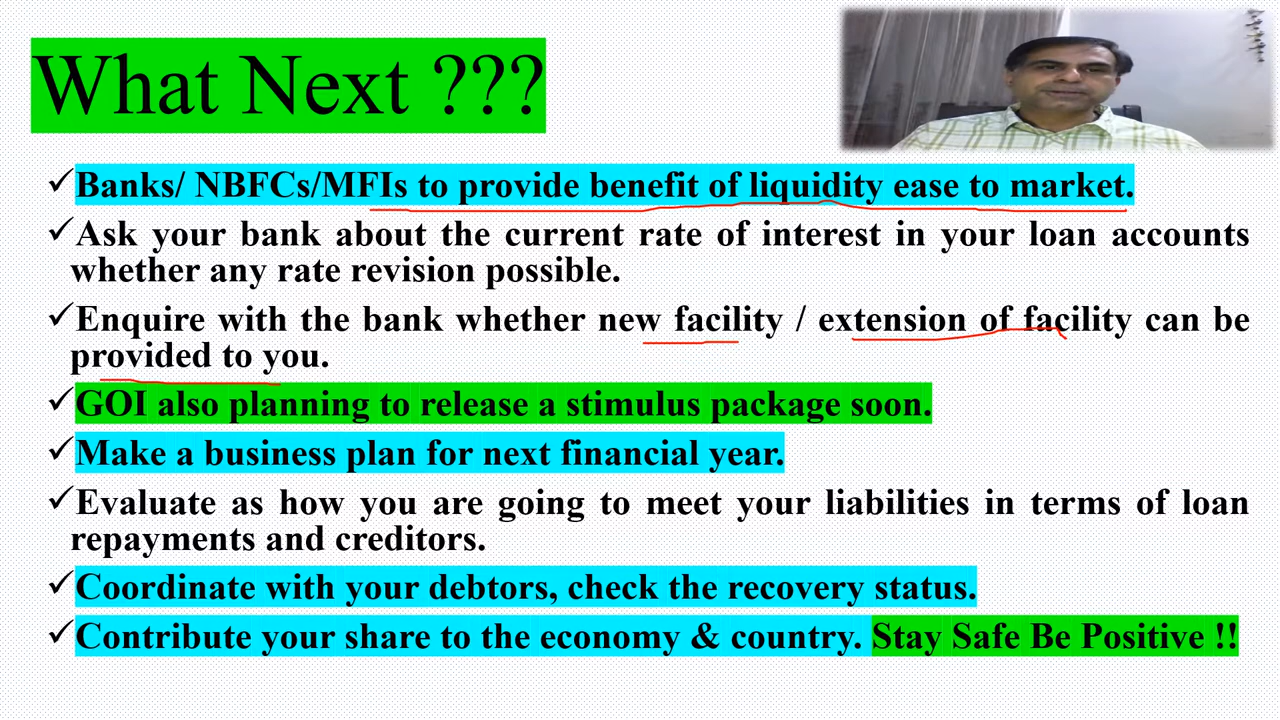 What Next ???
✓Banks/ NBFCs/MFIs to provide benefit of liquidity ease to market.
✓Ask your bank about the current rate of interest in your loan accounts
whether any rate revision possible.
✓Enquire with the bank whether new facility / extension of facility can be
provided to you.
✓GOI also planning to release a stimulus package soon.
✓Make a business plan for next financial year.
✓Evaluate as how you are going to meet your liabilities in terms of loan
repayments and creditors.
✓Coordinate with your debtors, check the recovery status.
✓Contribute your share to the economy & country. Stay Safe Be Positive !!